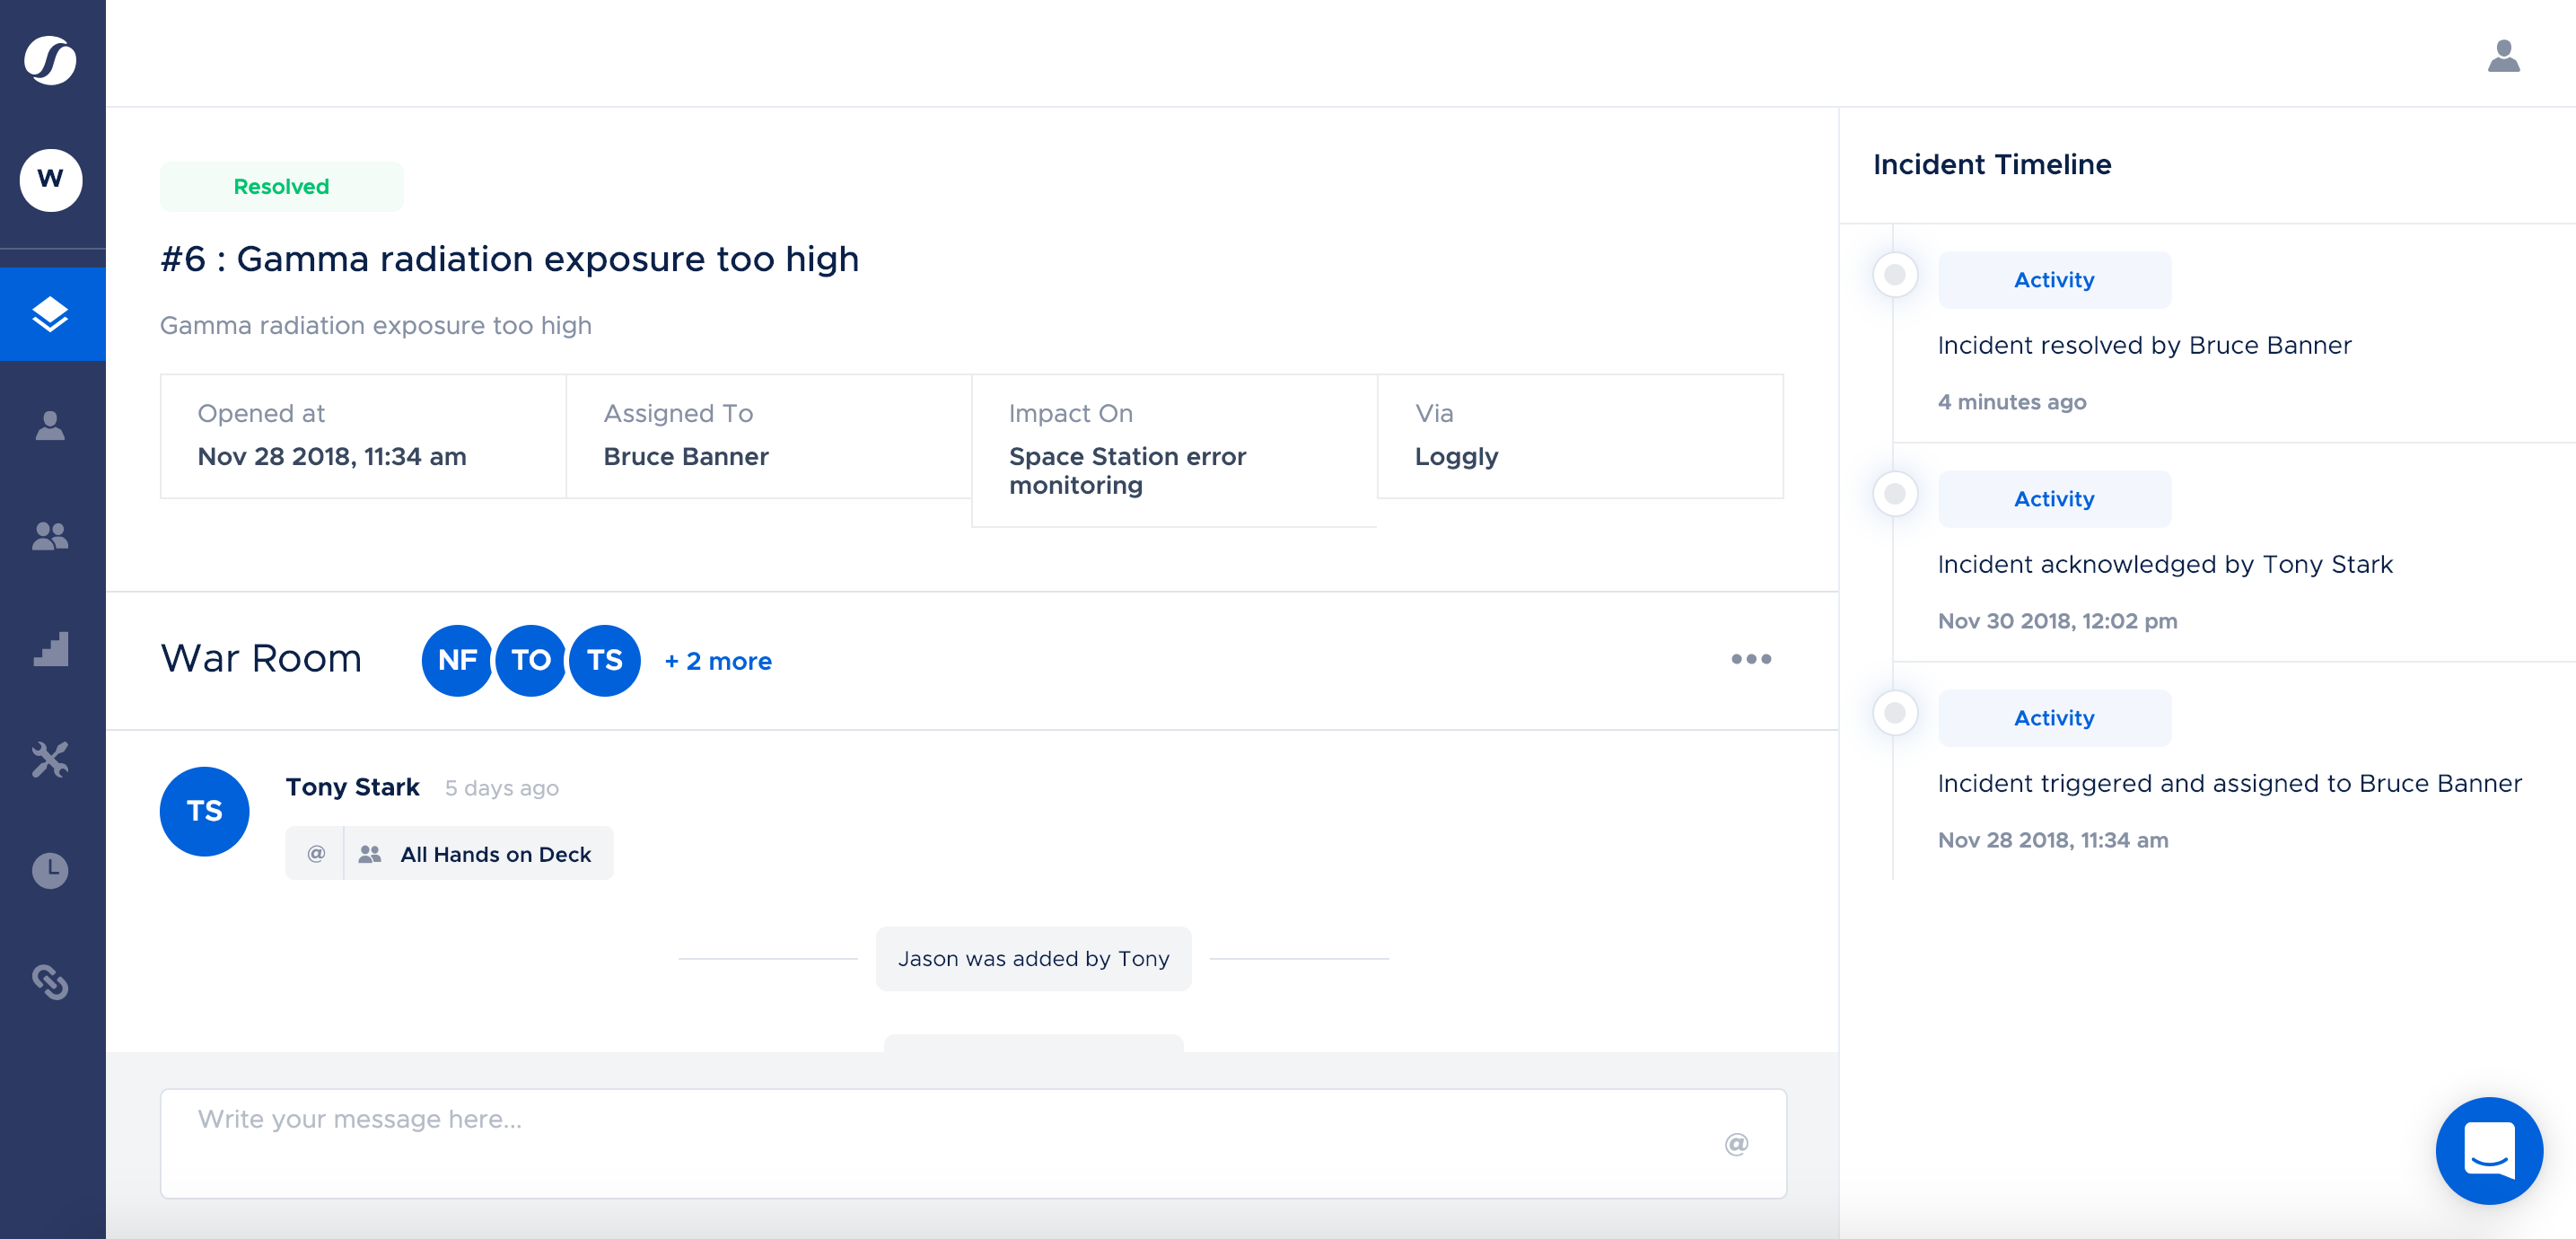 W
Resolved
#6 : Gamma radiation exposure too high
Gamma radiation exposure too high
Opened at
Nov 28 2018, 11:34 am
Assigned To
Bruce Banner
Impact On
Space Station error
monitoring
Via
Loggly
War Room
NF
TO
TS
+ 2 more
TS
Tony Stark 5 days ago
@ All Hands on Deck
Jason was added by Tony
Write your message here...
@
Incident Timeline
Activity
Incident resolved by Bruce Banner
4 minutes ago
Activity
Incident acknowledged by Tony Stark
Nov 30 2018, 12:02 pm
Activity
Incident triggered and assigned to Bruce Banner
Nov 28 2018, 11:34 am